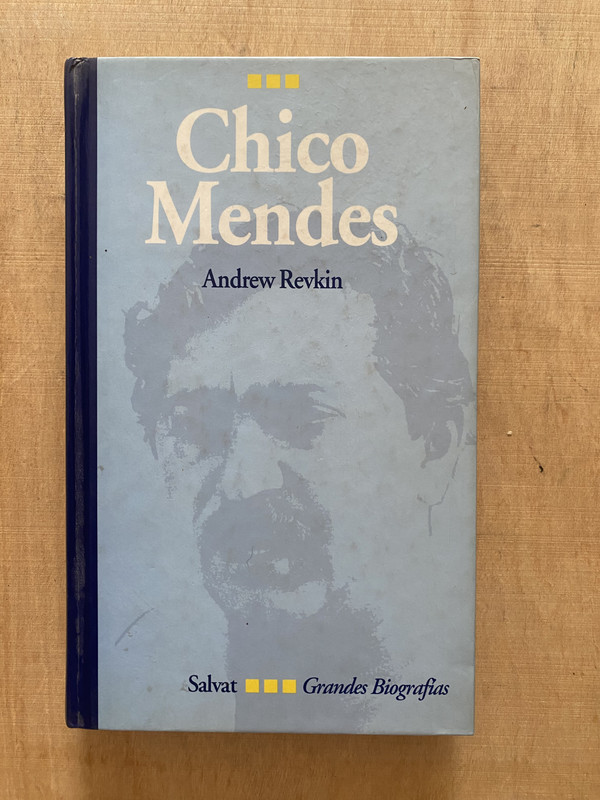 Chico
Mendes
Andrew Revkin
Salvat Grandes Biografías